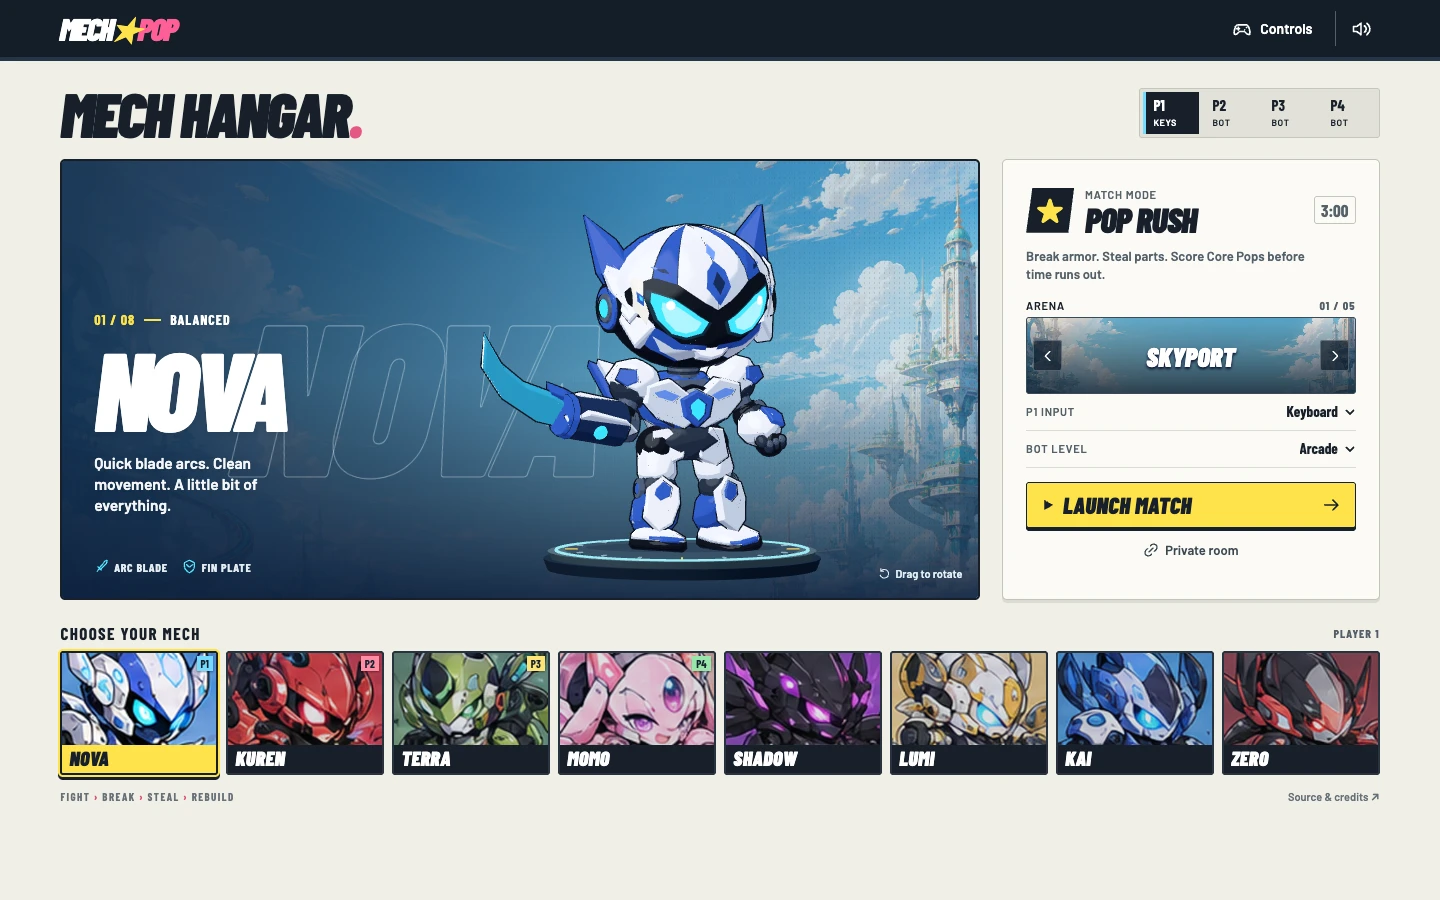 MECH POP
Controls
MECH HANGAR.
P1 KEYS
P2 BOT
P3 BOT
P4 BOT
01 / 08 — BALANCED
NOVA
NOVA
Quick blade arcs. Clean
movement. A little bit of
everything.
ARC BLADE
FIN PLATE
Drag to rotate
MATCH MODE
POP RUSH
3:00
Break armor. Steal parts. Score Core Pops before
time runs out.
ARENA
01 / 05
SKYPORT
P1 INPUT
Keyboard
BOT LEVEL
Arcade
LAUNCH MATCH
Private room
CHOOSE YOUR MECH
PLAYER 1
P1
NOVA
P2
KUREN
P3
TERRA
P4
MOMO
SHADOW
LUMI
KAI
ZERO
FIGHT › BREAK › STEAL › REBUILD
Source & credits ↗